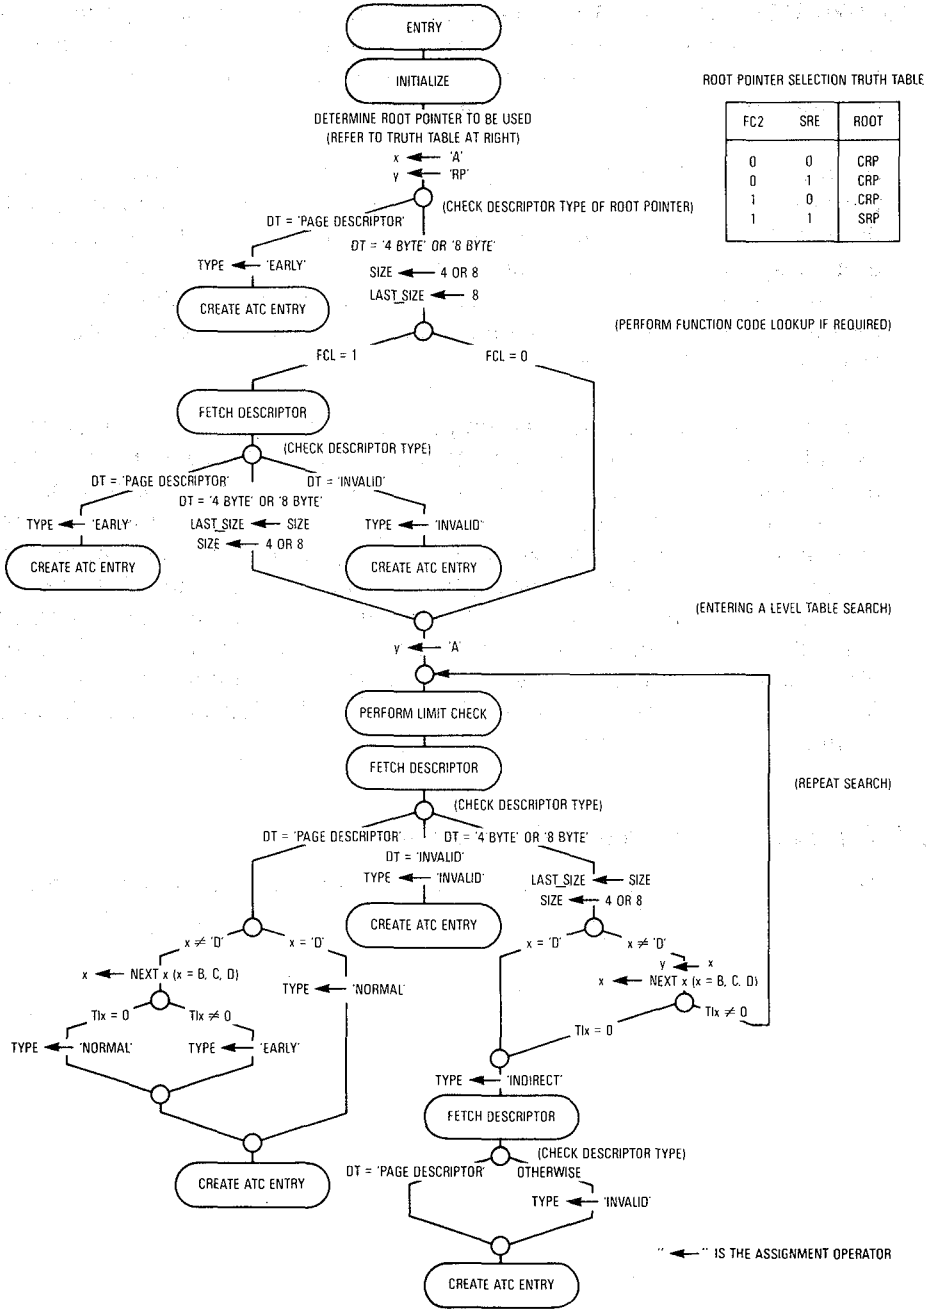 ENTRY
INITIALIZE
ROOT POINTER SELECTION TRUTH TABLE
FC2 SRE ROOT
0 0 CRP
0 1 CRP
1 0 CRP
1 1 SRP
DETERMINE ROOT POINTER TO BE USED
(REFER TO TRUTH TABLE AT RIGHT)
x ← 'A'
y ← 'RP'
(CHECK DESCRIPTOR TYPE OF ROOT POINTER)
DT = 'PAGE DESCRIPTOR'
DT = '4 BYTE' OR '8 BYTE'
TYPE ← 'EARLY'
SIZE ← 4 OR 8
LAST_SIZE ← 8
CREATE ATC ENTRY
(PERFORM FUNCTION CODE LOOKUP IF REQUIRED)
FCL = 1
FCL = 0
FETCH DESCRIPTOR
(CHECK DESCRIPTOR TYPE)
DT = 'PAGE DESCRIPTOR'
DT = 'INVALID'
DT = '4 BYTE' OR '8 BYTE'
TYPE ← 'EARLY'
LAST_SIZE ← SIZE
TYPE ← 'INVALID'
SIZE ← 4 OR 8
CREATE ATC ENTRY
CREATE ATC ENTRY
(ENTERING A LEVEL TABLE SEARCH)
y ← 'A'
PERFORM LIMIT CHECK
FETCH DESCRIPTOR
(REPEAT SEARCH)
(CHECK DESCRIPTOR TYPE)
DT = 'PAGE DESCRIPTOR'
DT = '4 BYTE' OR '8 BYTE'
DT = 'INVALID'
TYPE ← 'INVALID'
LAST_SIZE ← SIZE
SIZE ← 4 OR 8
CREATE ATC ENTRY
x ≠ 'D'
x = 'D'
x = 'D'
x ≠ 'D'
y ← x
x ← NEXT x (x = B, C, D)
x ← NEXT x (x = B, C, D)
TYPE ← 'NORMAL'
TIx = 0
TIx ≠ 0
TIx = 0
TIx ≠ 0
TYPE ← 'NORMAL'
TYPE ← 'EARLY'
TYPE ← 'INDIRECT'
FETCH DESCRIPTOR
(CHECK DESCRIPTOR TYPE)
DT = 'PAGE DESCRIPTOR'
OTHERWISE
CREATE ATC ENTRY
TYPE ← 'INVALID'
"←" IS THE ASSIGNMENT OPERATOR
CREATE ATC ENTRY